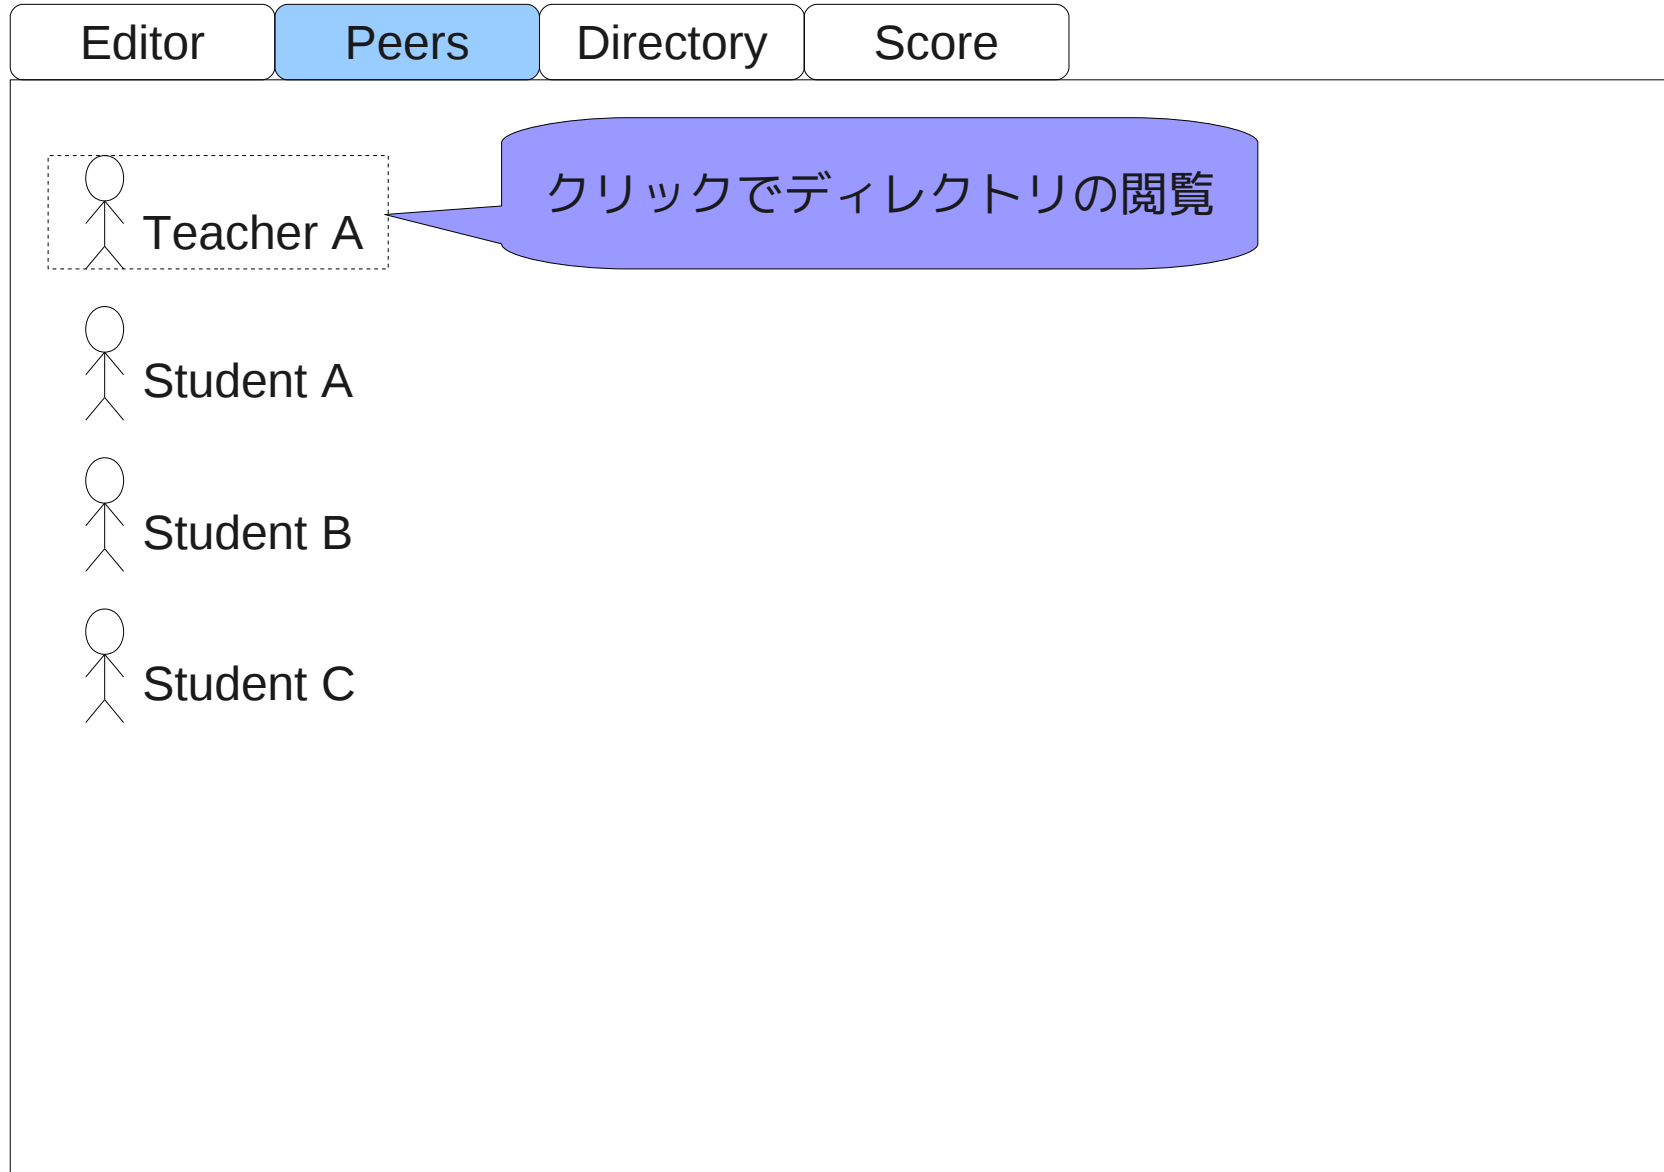 Editor Peers Directory Score
クリックでディレクトリの閲覧
Teacher A
Student A
Student B
Student C